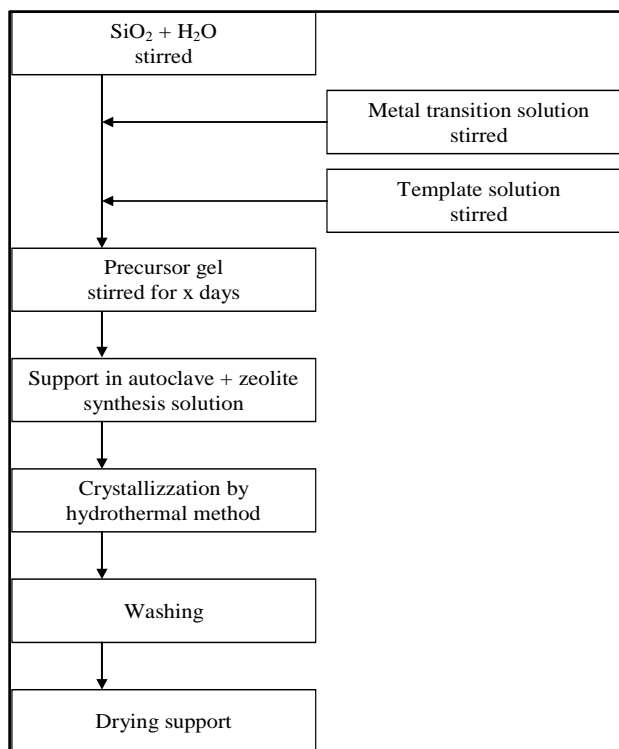 SiO₂ + H₂O
stirred
Metal transition solution
stirred
Template solution
stirred
Precursor gel
stirred for x days
Support in autoclave + zeolite
synthesis solution
Crystallizzation by
hydrothermal method
Washing
Drying support